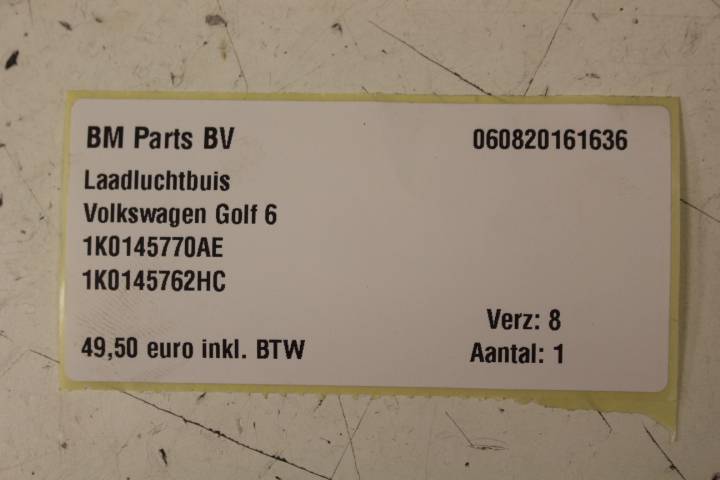 BM Parts BV 060820161636
Laadluchtbuis
Volkswagen Golf 6
1K0145770AE
1K0145762HC
Verz: 8
49,50 euro inkl. BTW Aantal: 1